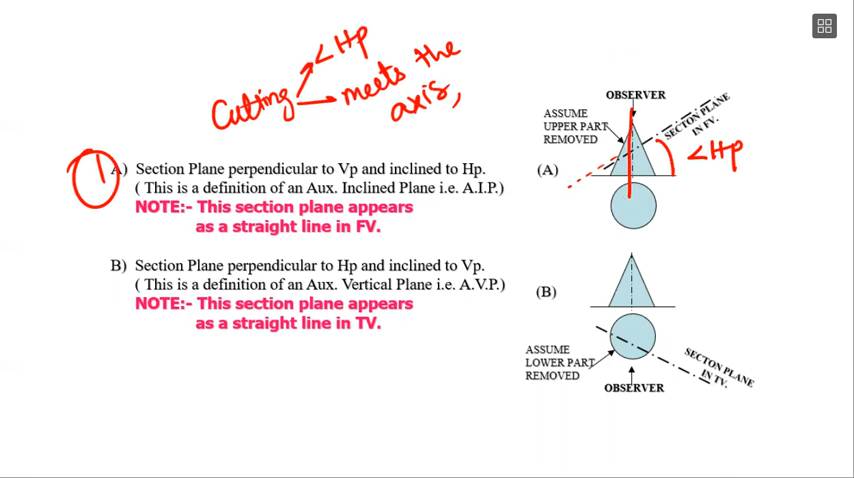 Cutting
<Hp
meets the
axis,
1
A) Section Plane perpendicular to Vp and inclined to Hp.
( This is a definition of an Aux. Inclined Plane i.e. A.I.P.)
NOTE:- This section plane appears
as a straight line in FV.
B) Section Plane perpendicular to Hp and inclined to Vp.
( This is a definition of an Aux. Vertical Plane i.e. A.V.P.)
NOTE:- This section plane appears
as a straight line in TV.
OBSERVER
ASSUME
UPPER PART
REMOVED
SECTON PLANE
IN FV.
(A)
<Hp
(B)
ASSUME
LOWER PART
REMOVED
OBSERVER
SECTON PLANE
IN TV.